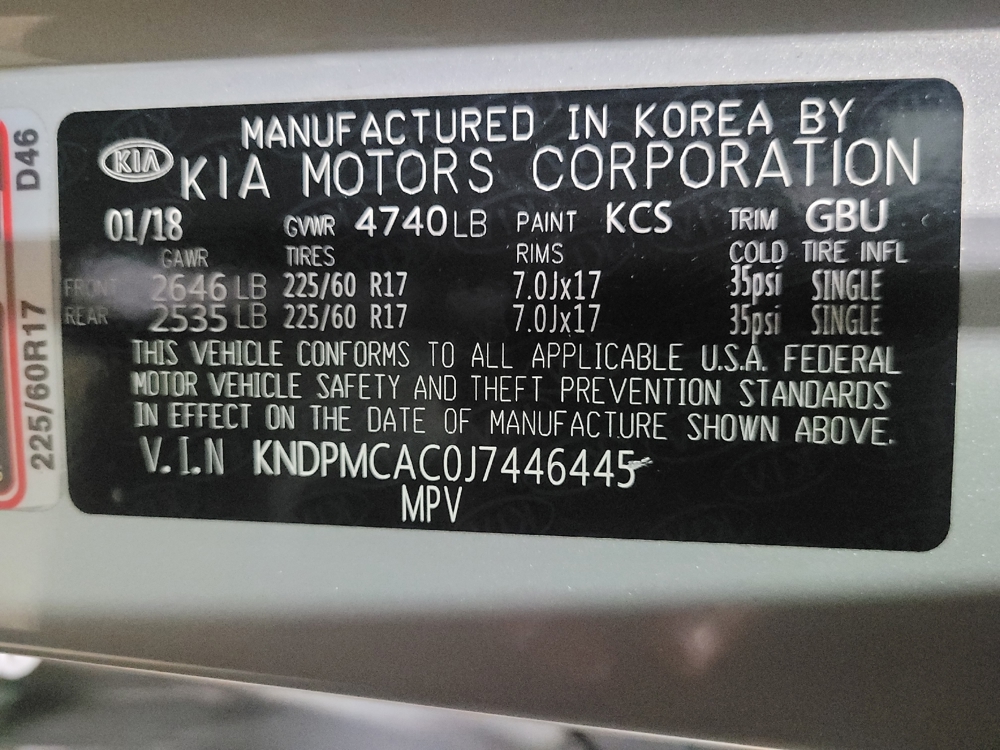 MANUFACTURED IN KOREA BY
KIA KIA MOTORS CORPORATION
01/18 GVWR 4740LB PAINT KCS TRIM GBU
GAWR TIRES RIMS COLD TIRE INFL
FRONT 2646 LB 225/60 R17 7.0Jx17 35psi SINGLE
REAR 2535 LB 225/60 R17 7.0Jx17 35psi SINGLE
THIS VEHICLE CONFORMS TO ALL APPLICABLE U.S.A. FEDERAL
MOTOR VEHICLE SAFETY AND THEFT PREVENTION STANDARDS
IN EFFECT ON THE DATE OF MANUFACTURE SHOWN ABOVE.
V.I.N KNDPMCAC0J7446445
MPV
225/60R17 D46